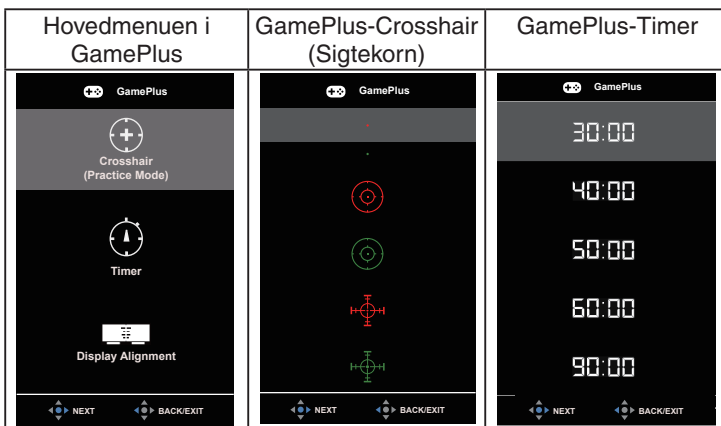 Hovedmenuen i
GamePlus
GamePlus-Crosshair
(Sigtekorn)
GamePlus-Timer
GamePlus
Crosshair
(Practice Mode)
Timer
Display Alignment
NEXT BACK/EXIT
GamePlus
NEXT BACK/EXIT
GamePlus
30:00
40:00
50:00
60:00
90:00
NEXT BACK/EXIT